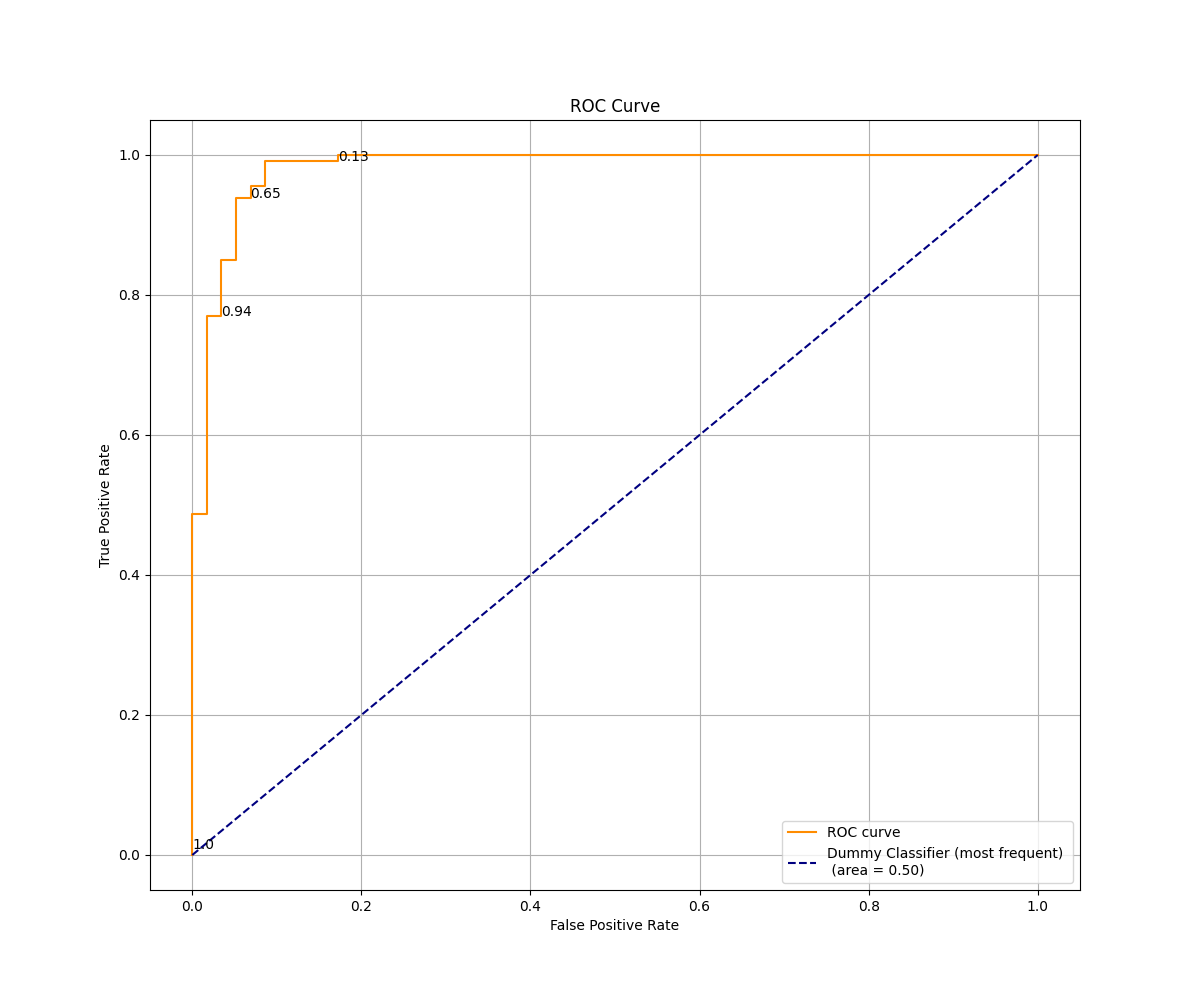 ROC Curve
1.0
0.13
0.65
0.8
0.94
0.6
True Positive Rate
0.4
0.2
1.0
0.0
ROC curve
Dummy Classifier (most frequent)
(area = 0.50)
0.0
0.2
0.4
0.6
0.8
1.0
False Positive Rate